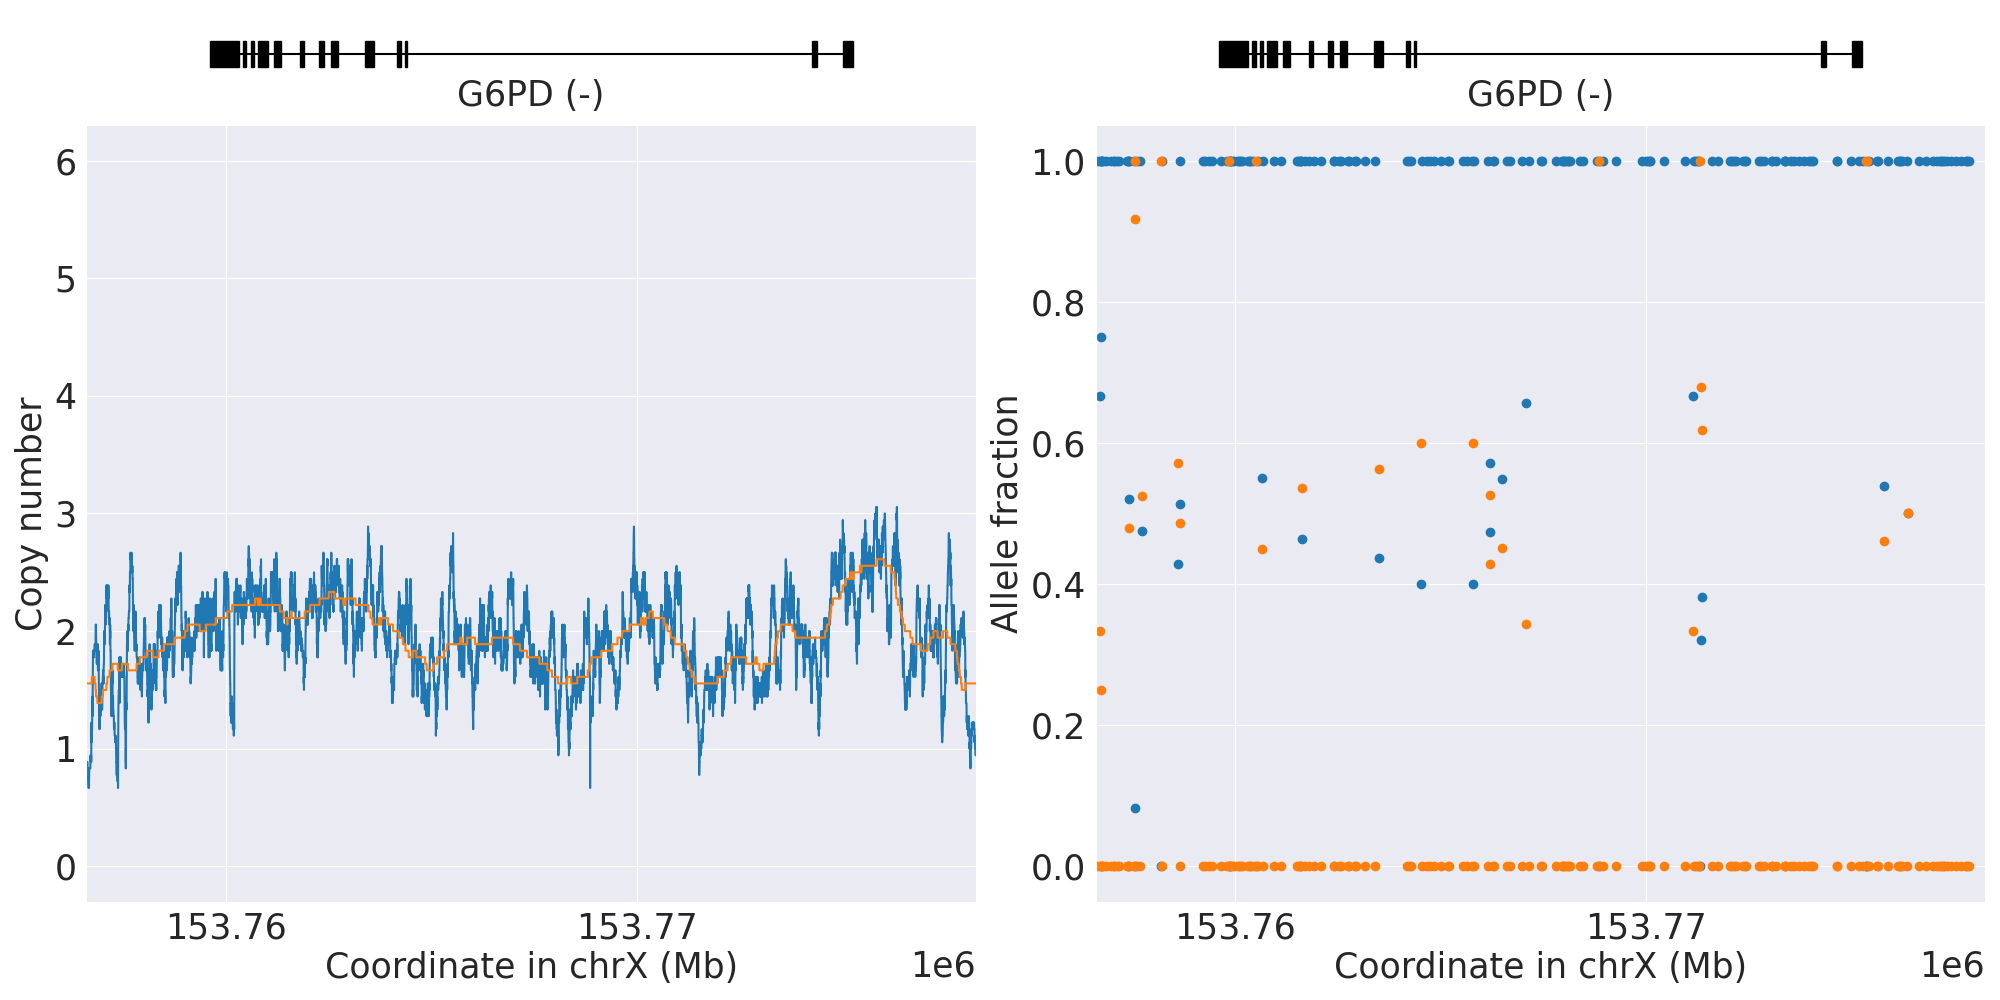 G6PD (-)
6
5
4
3
2
1
0
Copy number
153.76
153.77
Coordinate in chrX (Mb)
1e6
G6PD (-)
1.0
0.8
0.6
0.4
0.2
0.0
Allele fraction
153.76
153.77
Coordinate in chrX (Mb)
1e6